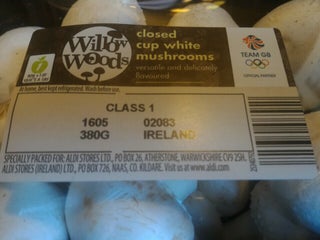 Willow
Woods
closed
cup white
mushrooms
versatile and delicately
flavoured
TEAM GB
OFFICIAL PARTNER
At home, best kept refrigerated. Wash before use.
CLASS 1
1605 02083
380G IRELAND
SPECIALLY PACKED FOR: ALDI STORES LTD., PO BOX 26, ATHERSTONE, WARWICKSHIRE CV9 2SH.
ALDI STORES (IRELAND) LTD., PO BOX 726, NAAS, CO. KILDARE. Visit us at www.aldi.com